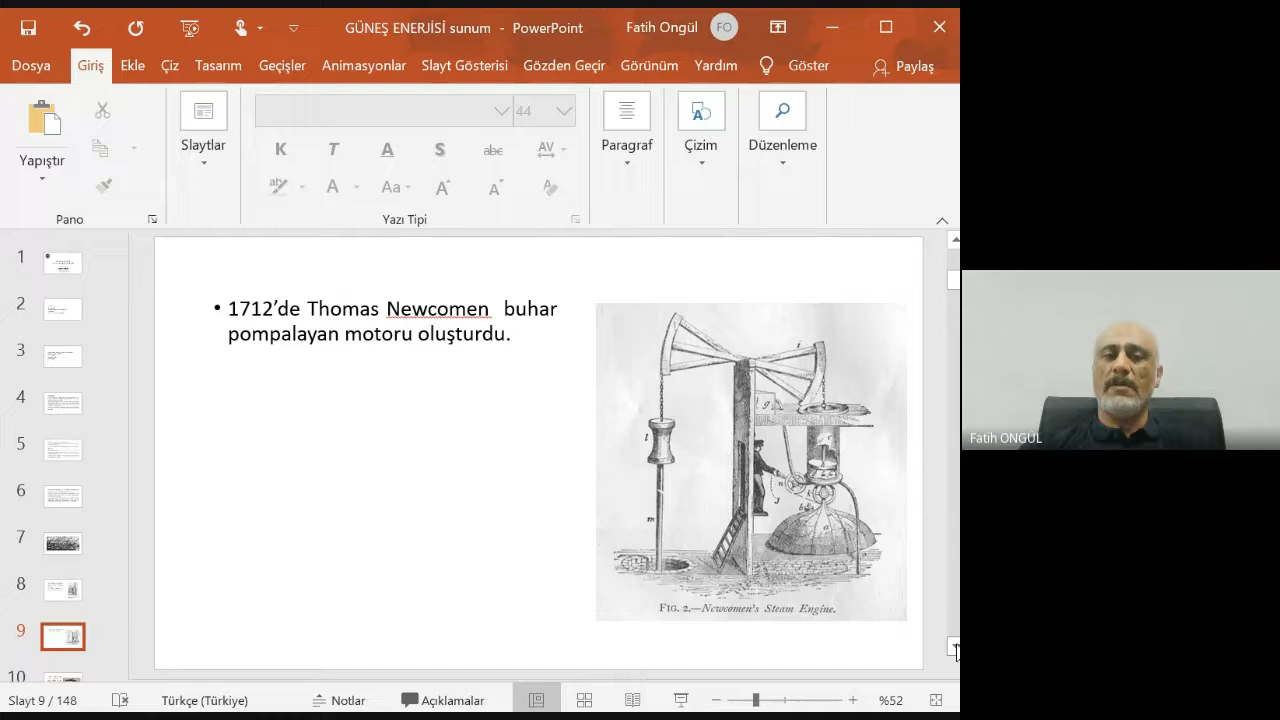 GÜNEŞ ENERJİSİ sunum - PowerPoint
Fatih Ongül
FO
Dosya Giriş Ekle Çiz Tasarım Geçişler Animasyonlar Slayt Gösterisi Gözden Geçir Görünüm Yardım Göster Paylaş
44
Yapıştır
Slaytlar
K T A S abc AV
A Aa A A
Paragraf
Çizim
Düzenleme
Pano
Yazı Tipi
1
2
3
4
5
6
7
8
9
10
• 1712’de Thomas Newcomen buhar
pompalayan motoru oluşturdu.
FIG. 2.—Newcomen's Steam Engine.
Slayt 9 / 148
Türkçe (Türkiye)
Notlar
Açıklamalar
%52
Fatih ONGÜL